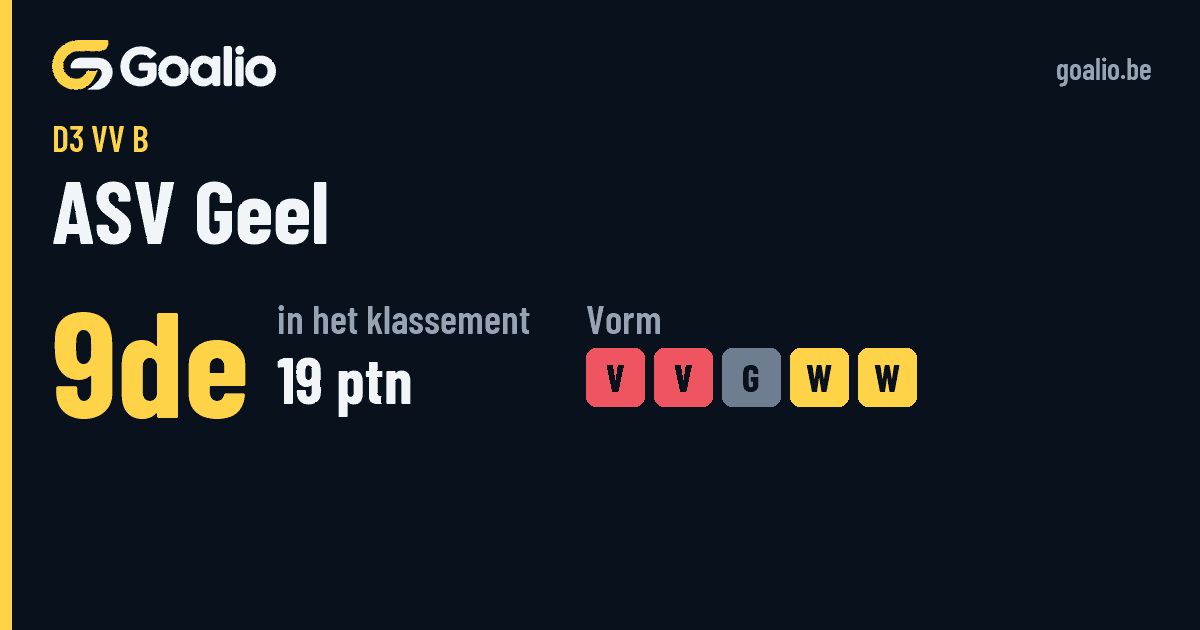 Goalio
goalio.be
D3 VV B
ASV Geel
9de
in het klassement
19 ptn
Vorm
V V G W W